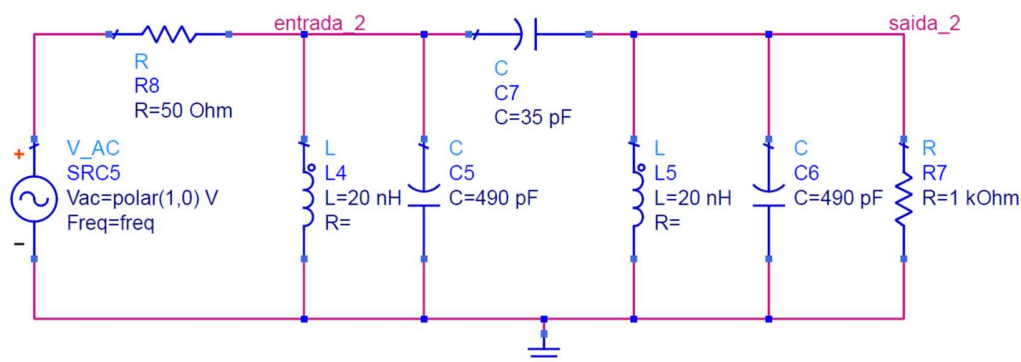 entrada_2
saida_2
R
R8
R=50 Ohm
C
C7
C=35 pF
+
V_AC
SRC5
Vac=polar(1,0) V
Freq=freq
−
L
L4
L=20 nH
R=
C
C5
C=490 pF
L
L5
L=20 nH
R=
C
C6
C=490 pF
R
R7
R=1 kOhm